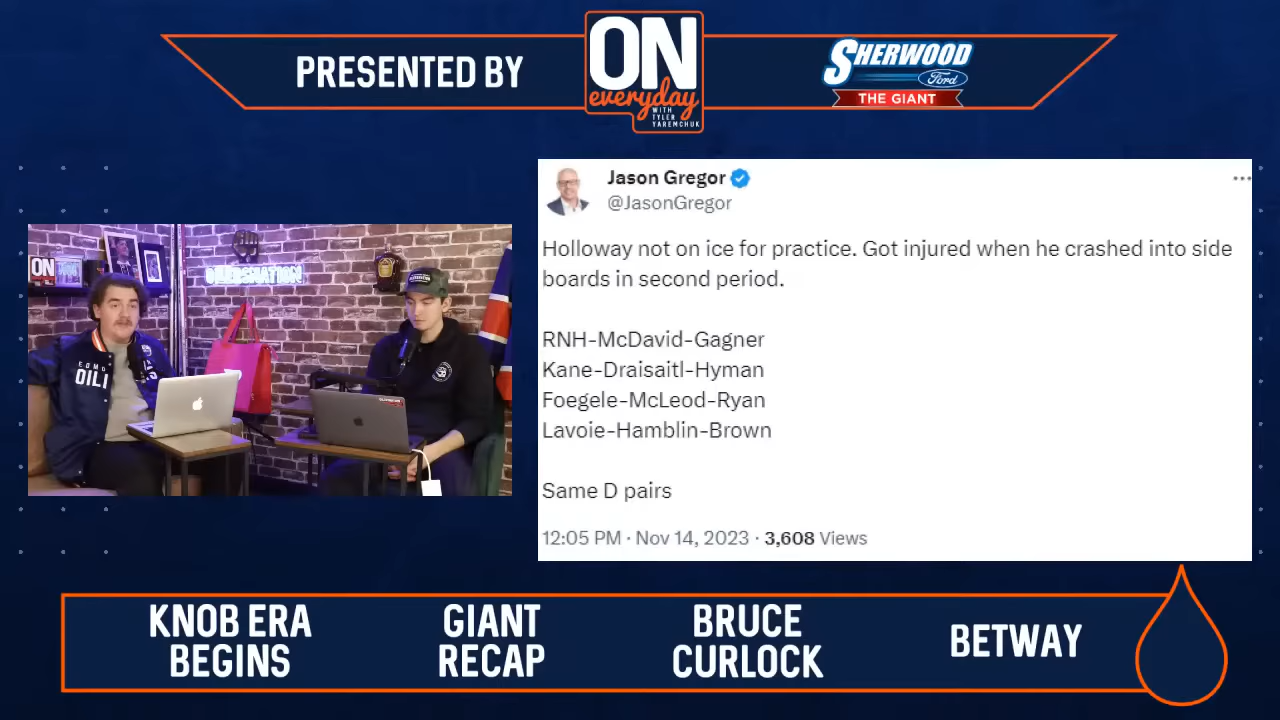 PRESENTED BY
ON
everyday
WITH
TYLER
YAREMCHUK
SHERWOOD
Ford
THE GIANT
Jason Gregor
@JasonGregor
Holloway not on ice for practice. Got injured when he crashed into side
boards in second period.
RNH-McDavid-Gagner
Kane-Draisaitl-Hyman
Foegele-McLeod-Ryan
Lavoie-Hamblin-Brown
Same D pairs
12:05 PM · Nov 14, 2023 · 3,608 Views
ON
OILERSNATION
OILI
KNOB ERA
BEGINS
GIANT
RECAP
BRUCE
CURLOCK
BETWAY